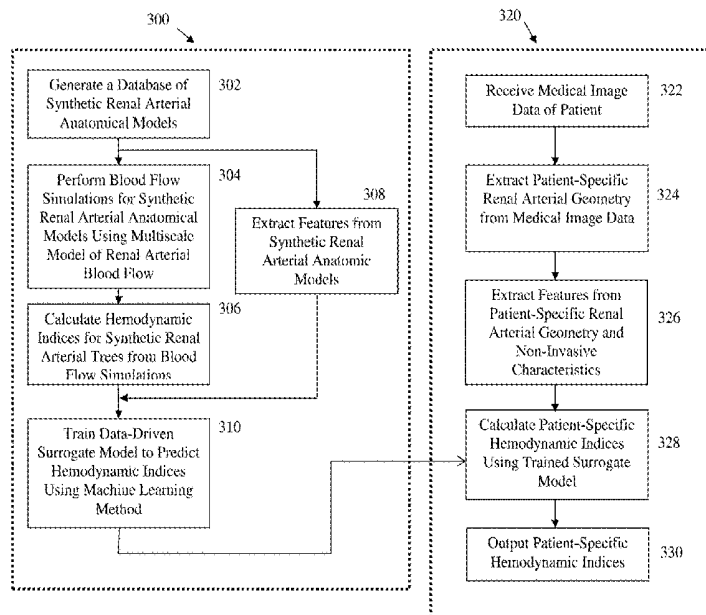 300
302
Generate a Database of
Synthetic Renal Arterial
Anatomical Models
304
Perform Blood Flow
Simulations for Synthetic
Renal Arterial Anatomical
Models Using Multiscale
Model of Renal Arterial
Blood Flow
308
Extract Features from
Synthetic Renal
Arterial Anatomic
Models
306
Calculate Hemodynamic
Indices for Synthetic Renal
Arterial Trees from Blood
Flow Simulations
310
Train Data-Driven
Surrogate Model to Predict
Hemodynamic Indices
Using Machine Learning
Method
320
Receive Medical Image
Data of Patient
322
Extract Patient-Specific
Renal Arterial Geometry
from Medical Image Data
324
Extract Features from
Patient-Specific Renal
Arterial Geometry and
Non-Invasive
Characteristics
326
Calculate Patient-Specific
Hemodynamic Indices
Using Trained Surrogate
Model
328
Output Patient-Specific
Hemodynamic Indices
330